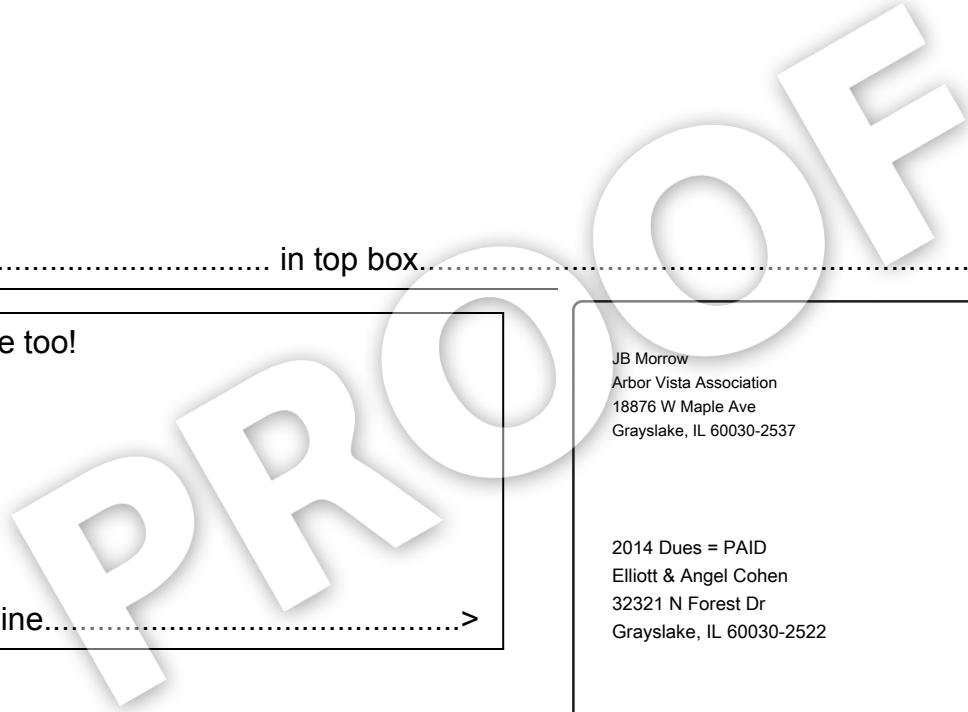 PROOF
............................ in top box............................................................
e too!
ine..............................................>
JB Morrow
Arbor Vista Association
18876 W Maple Ave
Grayslake, IL 60030-2537
2014 Dues = PAID
Elliott & Angel Cohen
32321 N Forest Dr
Grayslake, IL 60030-2522